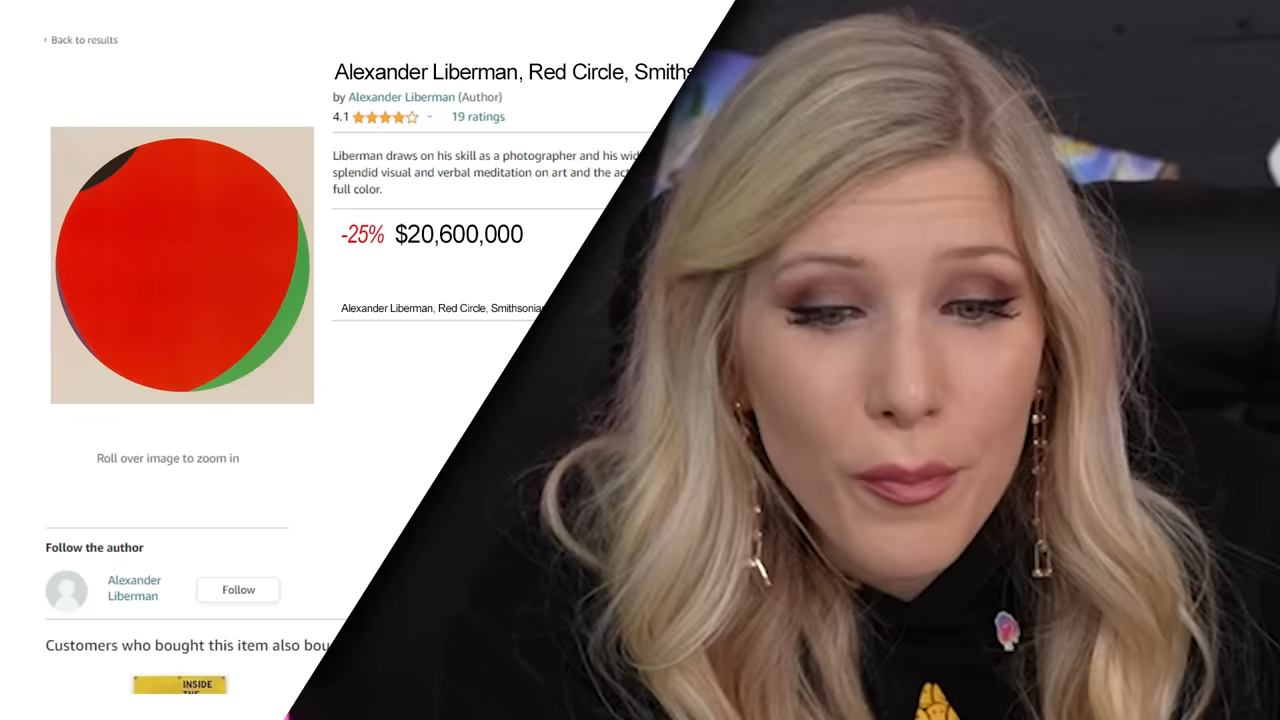 ‹ Back to results
Alexander Liberman, Red Circle, Smiths
by Alexander Liberman (Author)
4.1 19 ratings
Liberman draws on his skill as a photographer and his wid
splendid visual and verbal meditation on art and the act
full color.
-25% $20,600,000
Alexander Liberman, Red Circle, Smithsonian
Roll over image to zoom in
Follow the author
Alexander
Liberman
Follow
Customers who bought this item also bou
INSIDE
THE